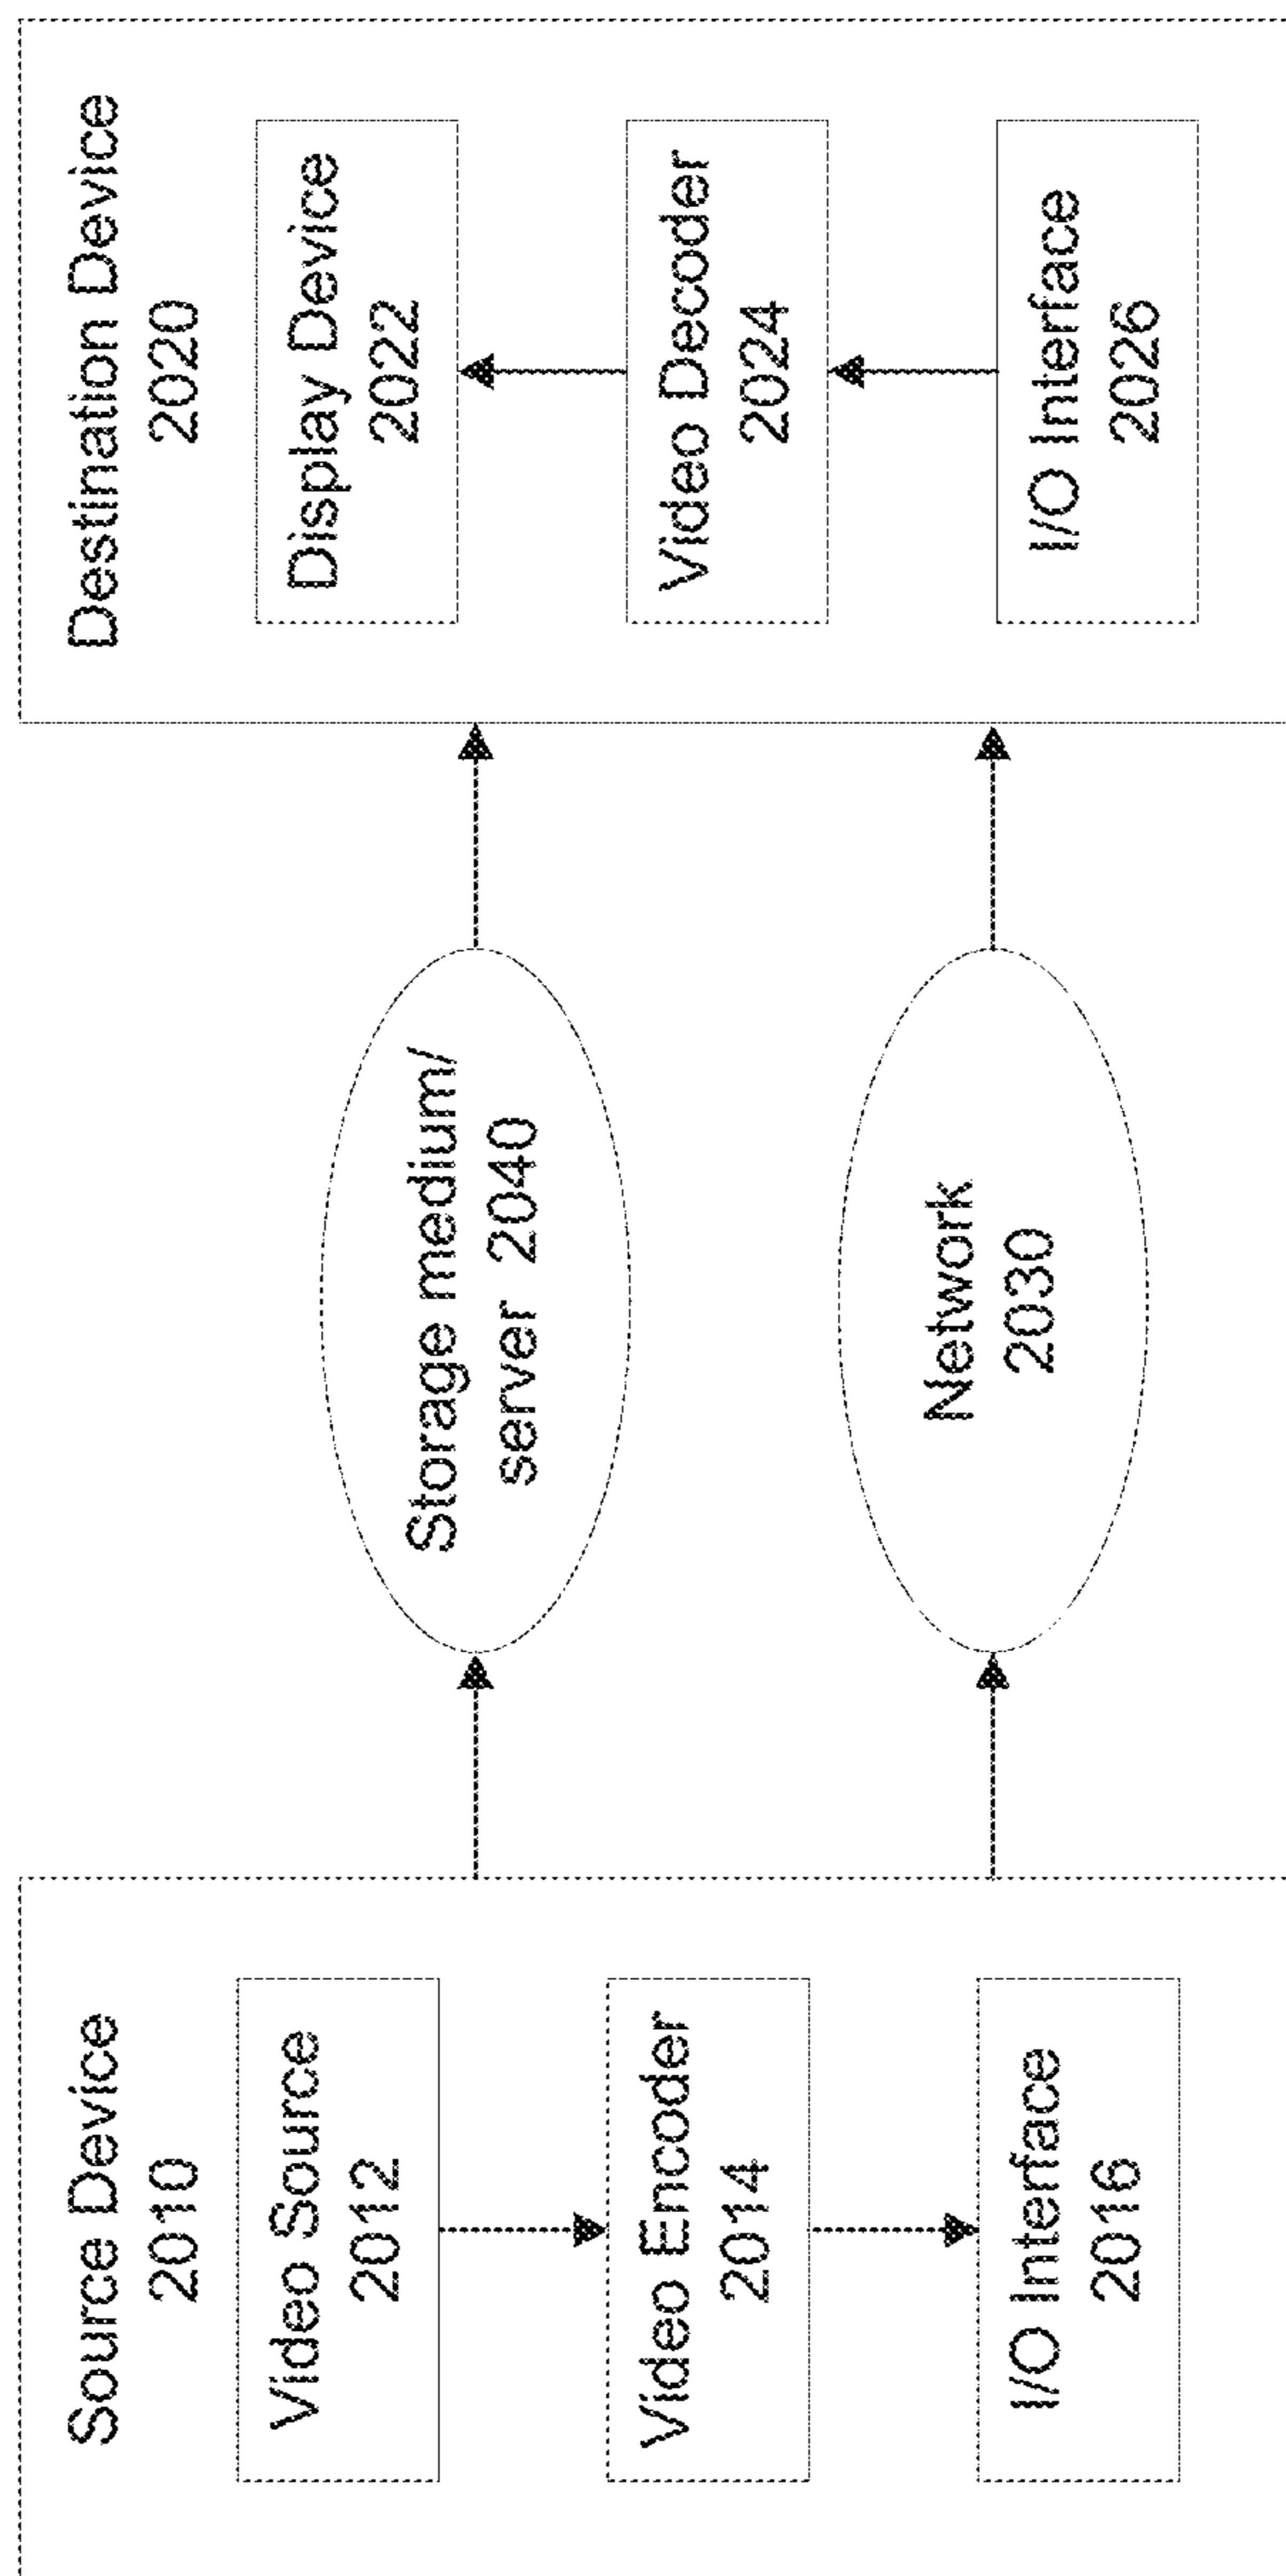 Source Device
2010
Video Source
2012
Video Encoder
2014
I/O Interface
2016
Storage medium/
server 2040
Network
2030
Destination Device
2020
Display Device
2022
Video Decoder
2024
I/O Interface
2026